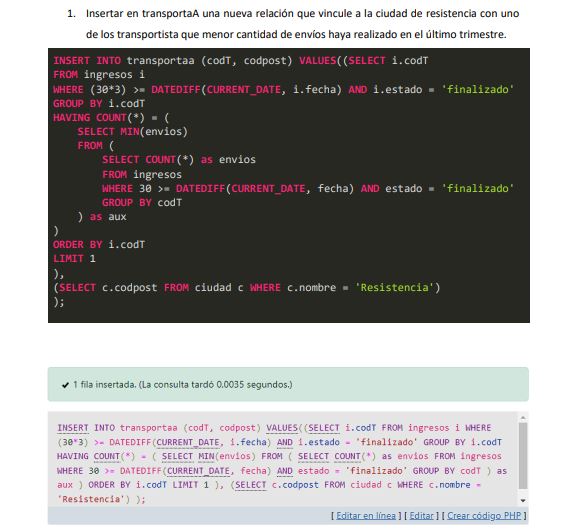 1. Insertar en transportaA una nueva relación que vincule a la ciudad de resistencia con uno
de los transportista que menor cantidad de envíos haya realizado en el último trimestre.
INSERT INTO transportaa (codT, codpost) VALUES((SELECT i.codT
FROM ingresos i
WHERE (30*3) >= DATEDIFF(CURRENT_DATE, i.fecha) AND i.estado = 'finalizado'
GROUP BY i.codT
HAVING COUNT(*) = (
SELECT MIN(envios)
FROM (
SELECT COUNT(*) as envios
FROM ingresos
WHERE 30 >= DATEDIFF(CURRENT_DATE, fecha) AND estado = 'finalizado'
GROUP BY codT
) as aux
)
ORDER BY i.codT
LIMIT 1
),
(SELECT c.codpost FROM ciudad c WHERE c.nombre = 'Resistencia')
);
✔ 1 fila insertada. (La consulta tardó 0.0035 segundos.)
INSERT INTO transportaa (codT, codpost) VALUES((SELECT i.codT FROM ingresos i WHERE
(30*3) >= DATEDIFF(CURRENT_DATE, i.fecha) AND i.estado = 'finalizado' GROUP BY i.codT
HAVING COUNT(*) = ( SELECT MIN(envios) FROM ( SELECT COUNT(*) as envios FROM ingresos
WHERE 30 >= DATEDIFF(CURRENT_DATE, fecha) AND estado = 'finalizado' GROUP BY codT ) as
aux ) ORDER BY i.codT LIMIT 1 ), (SELECT c.codpost FROM ciudad c WHERE c.nombre =
'Resistencia') );
[ Editar en línea ] [ Editar ] [ Crear código PHP ]